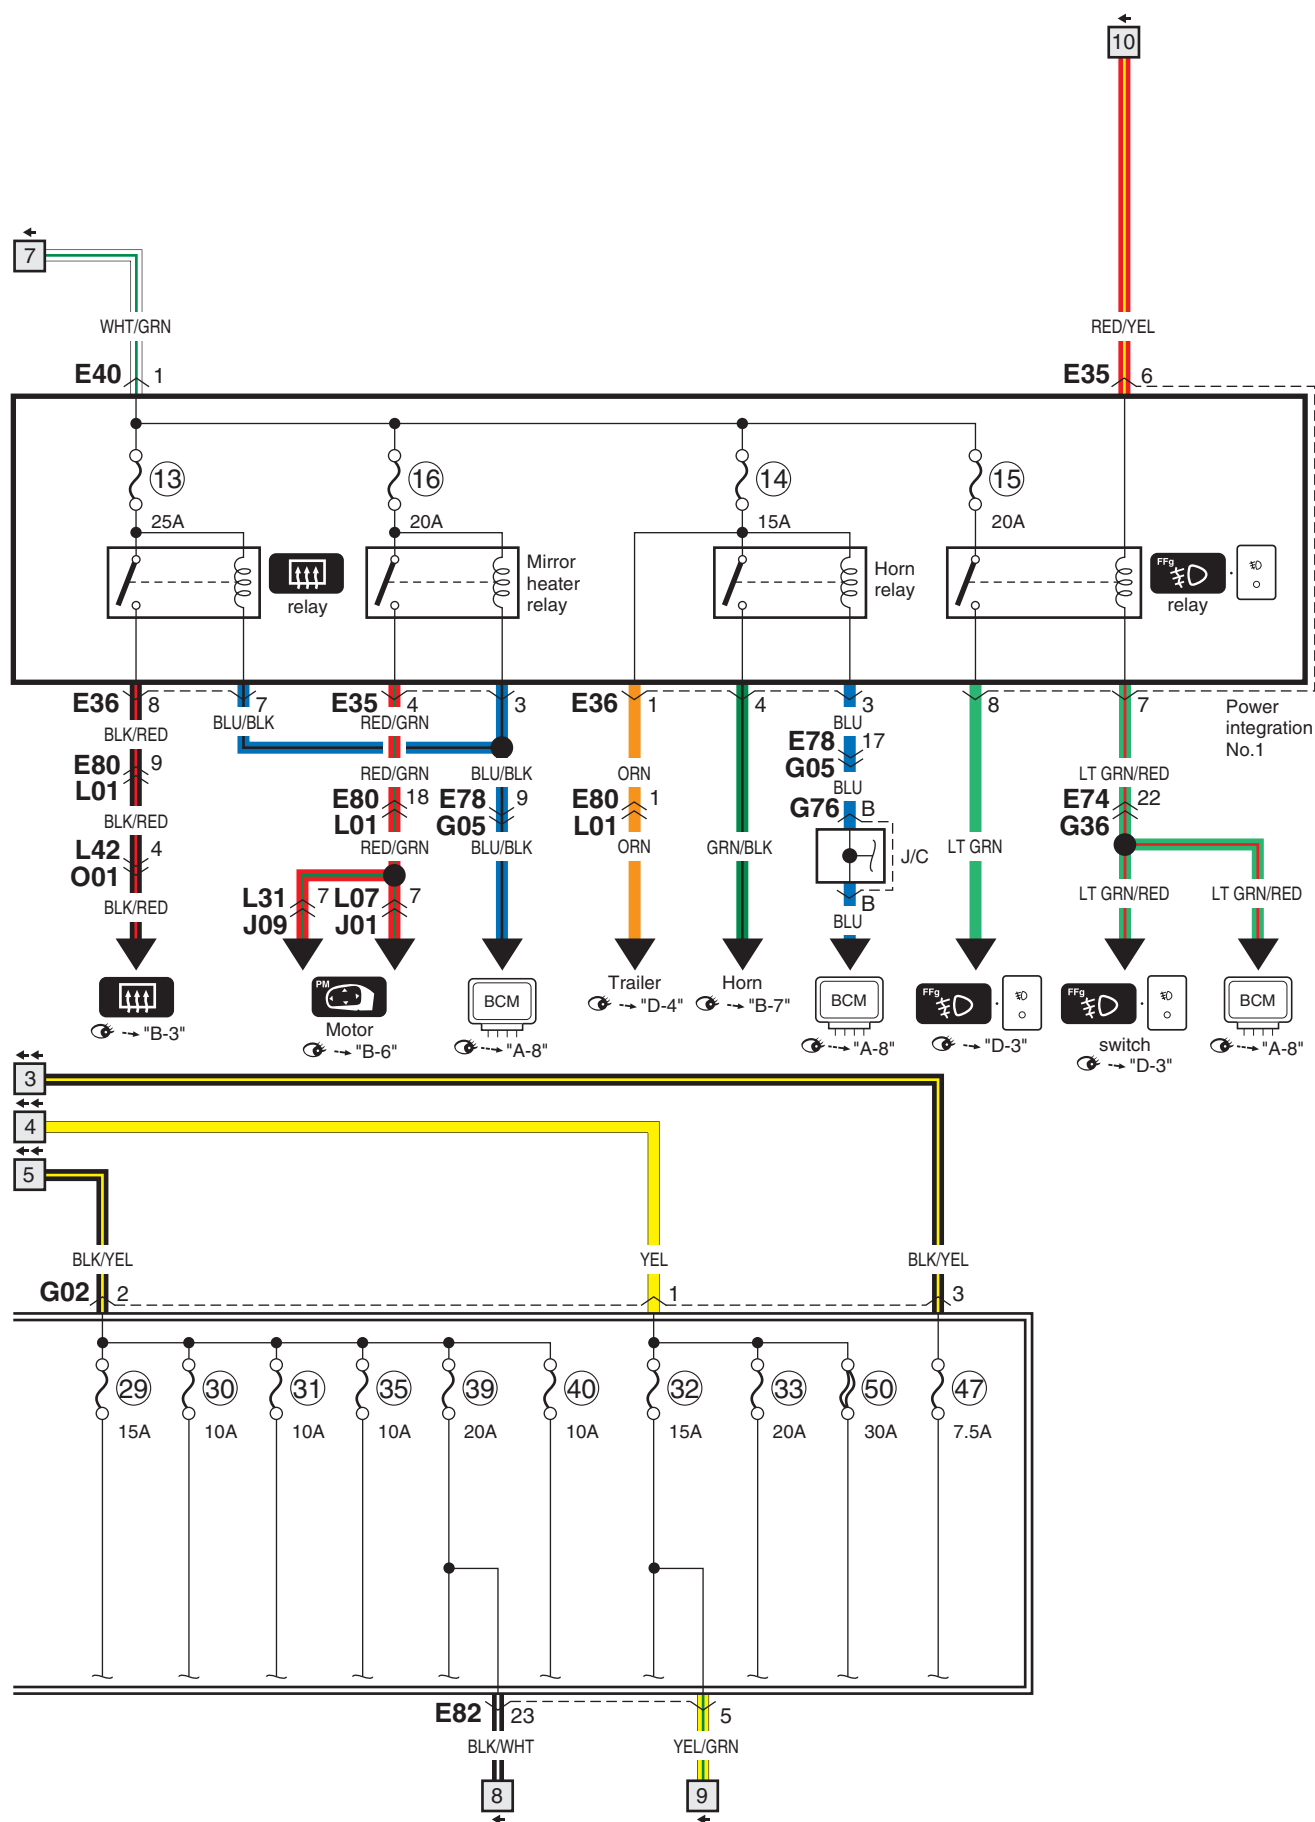 10
7
WHT/GRN
RED/YEL
E40 1
E35 6
13
16
14
15
25A
20A
15A
20A
relay
Mirror
heater
relay
Horn
relay
FFg
relay
E36 8
7
E35 4
3
E36 1
4
3
8
7
Power
integration
No.1
BLK/RED
BLU/BLK
RED/GRN
BLU
E80 9
L01
E78 17
G05
RED/GRN
BLU/BLK
ORN
BLU
LT GRN/RED
BLK/RED
E80 18
L01
E78 9
G05
E80 1
L01
G76 B
E74 22
G36
L42 4
O01
RED/GRN
BLU/BLK
ORN
GRN/BLK
J/C
LT GRN
BLK/RED
L31 7
J09
L07 7
J01
B
BLU
LT GRN/RED
LT GRN/RED
"B-3"
PM
Motor
"B-6"
BCM
"A-8"
Trailer
"D-4"
Horn
"B-7"
BCM
"A-8"
FFg
"D-3"
FFg
switch
"D-3"
BCM
"A-8"
3
4
5
BLK/YEL
YEL
BLK/YEL
G02 2
1
3
29
30
31
35
39
40
32
33
50
47
15A
10A
10A
10A
20A
10A
15A
20A
30A
7.5A
E82 23
5
BLK/WHT
YEL/GRN
8
9